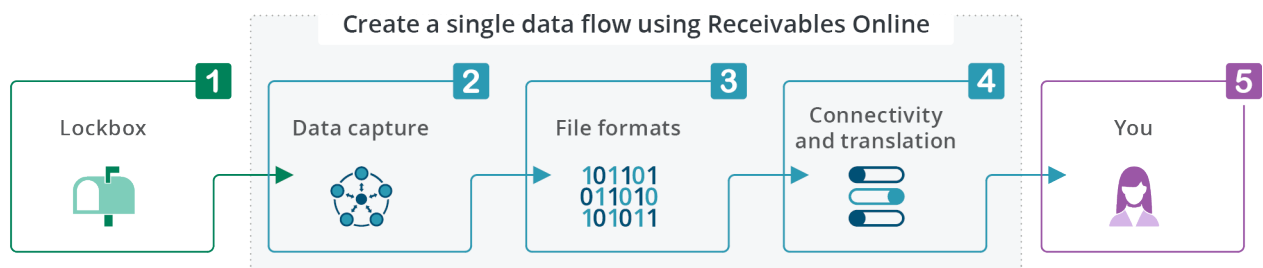 Create a single data flow using Receivables Online
1
Lockbox
2
Data capture
3
File formats
101101
011010
101011
4
Connectivity
and translation
5
You